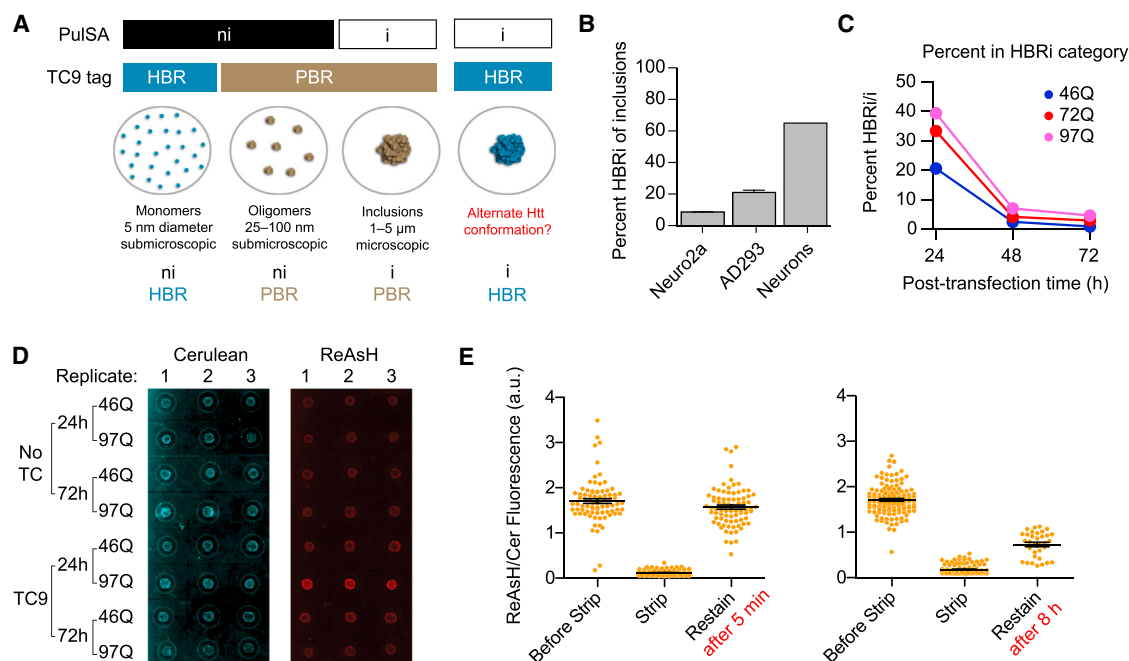 A
PulSA
ni
i
i
TC9 tag
HBR
PBR
HBR
Monomers
5 nm diameter
submicroscopic
Oligomers
25–100 nm
submicroscopic
Inclusions
1–5 µm
microscopic
Alternate Htt
conformation?
ni
HBR
ni
PBR
i
PBR
i
HBR
B
Percent HBRi of inclusions
100
80
60
40
20
0
Neuro2a
AD293
Neurons
C
Percent in HBRi category
Percent HBRi/i
50
40
30
20
10
0
46Q
72Q
97Q
24
48
72
Post-transfection time (h)
D
Cerulean
ReAsH
Replicate: 1 2 3 1 2 3
No
TC
24h
46Q
97Q
72h
46Q
97Q
TC9
24h
46Q
97Q
72h
46Q
97Q
E
ReAsH/Cer Fluorescence (a.u.)
4
3
2
1
0
Before Strip
Strip
Restain
after 5 min
4
3
2
1
0
Before Strip
Strip
Restain
after 8 h